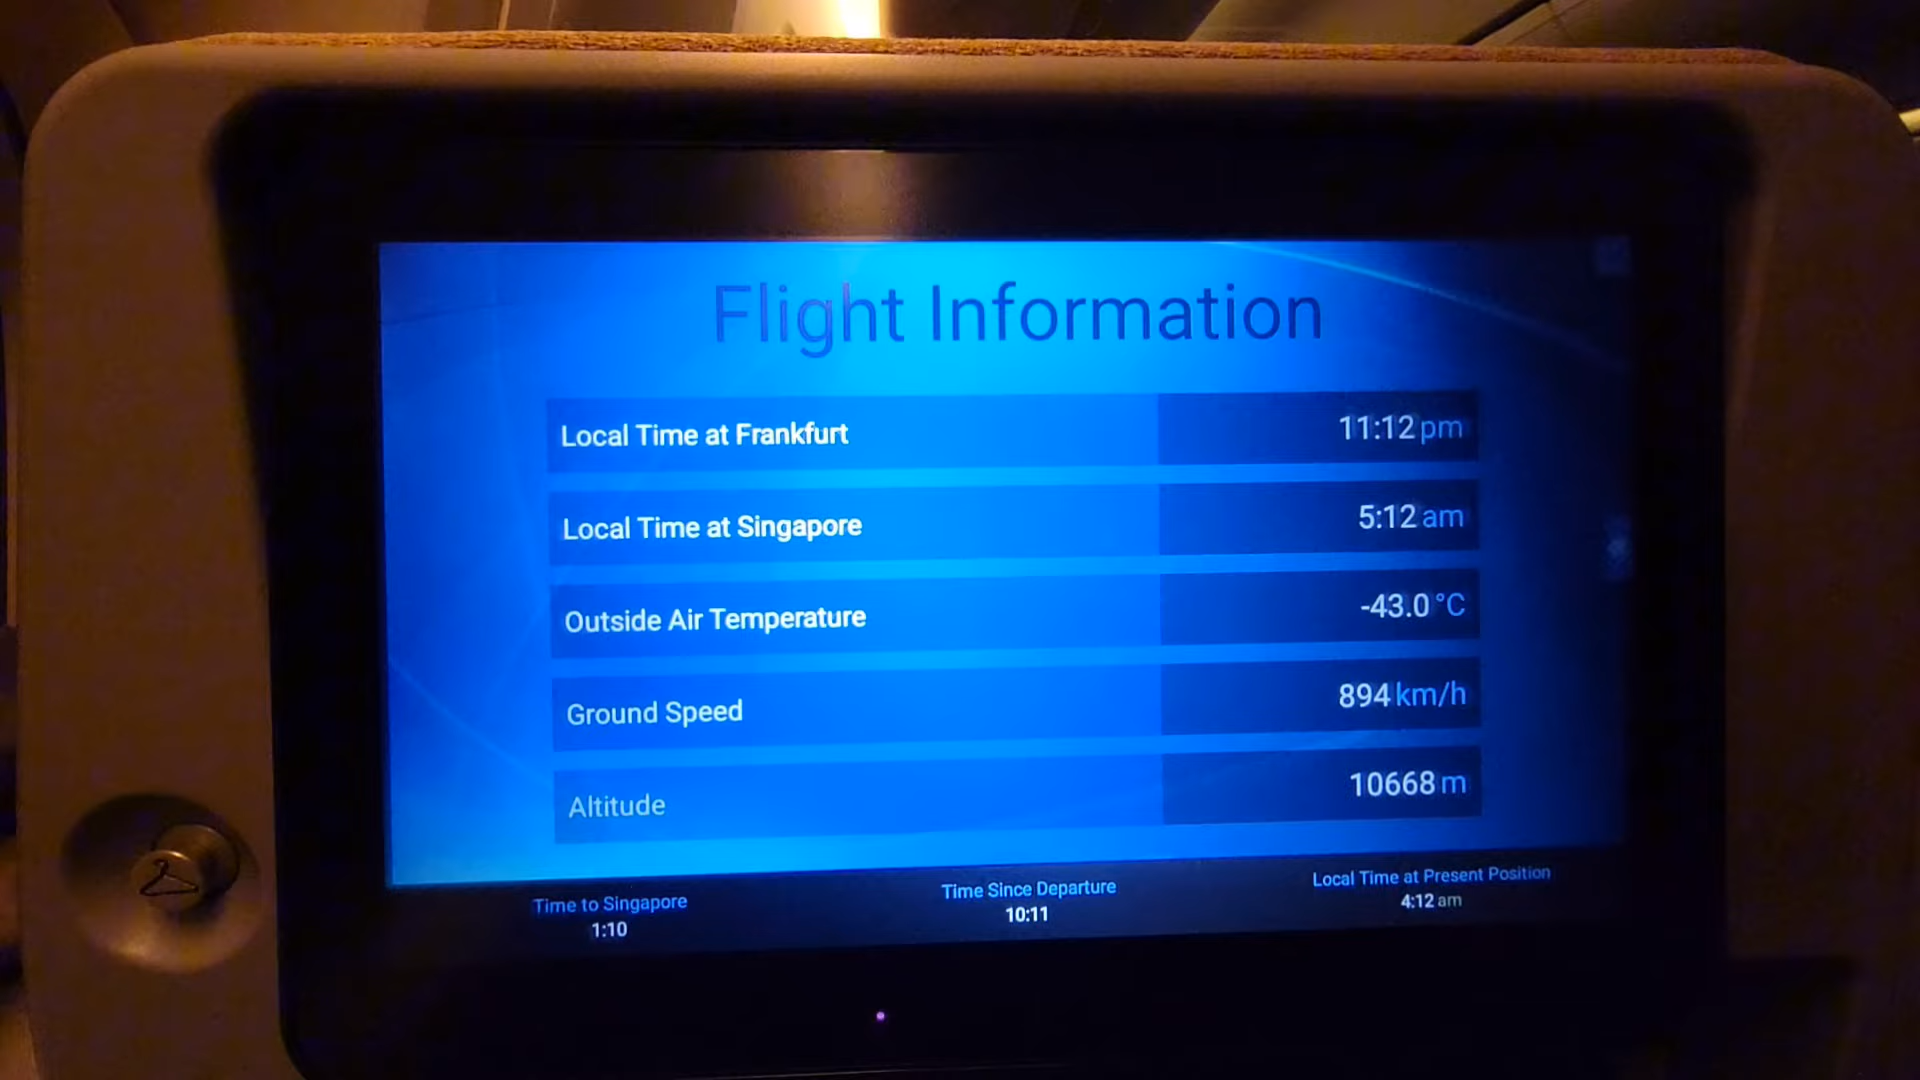 Flight Information
Local Time at Frankfurt 11:12 pm
Local Time at Singapore 5:12 am
Outside Air Temperature -43.0 °C
Ground Speed 894 km/h
Altitude 10668 m
Time to Singapore
1:10
Time Since Departure
10:11
Local Time at Present Position
4:12 am